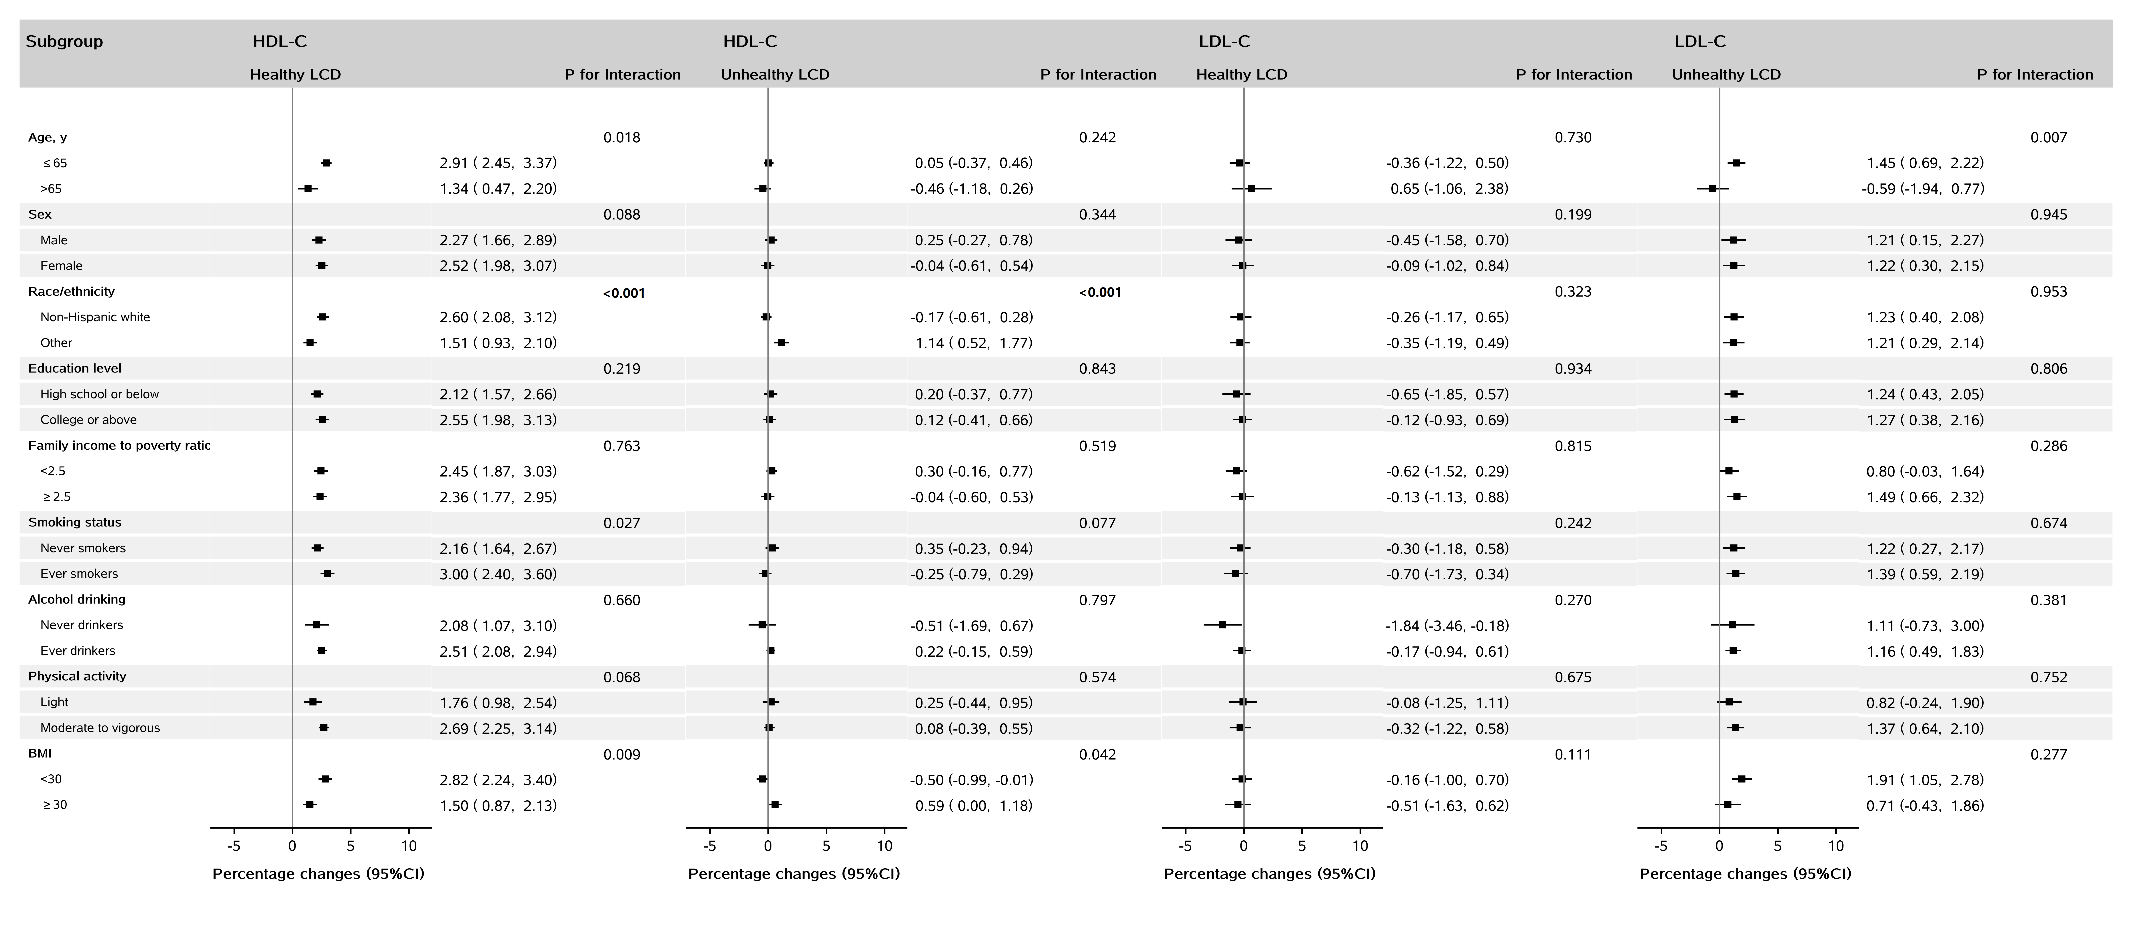 Subgroup HDL-C HDL-C LDL-C LDL-C
Healthy LCD P for Interaction Unhealthy LCD P for Interaction Healthy LCD P for Interaction Unhealthy LCD P for Interaction
Age, y 0.018 0.242 0.730 0.007
≤ 65 2.91 ( 2.45, 3.37) 0.05 (-0.37, 0.46) -0.36 (-1.22, 0.50) 1.45 ( 0.69, 2.22)
>65 1.34 ( 0.47, 2.20) -0.46 (-1.18, 0.26) 0.65 (-1.06, 2.38) -0.59 (-1.94, 0.77)
Sex 0.088 0.344 0.199 0.945
Male 2.27 ( 1.66, 2.89) 0.25 (-0.27, 0.78) -0.45 (-1.58, 0.70) 1.21 ( 0.15, 2.27)
Female 2.52 ( 1.98, 3.07) -0.04 (-0.61, 0.54) -0.09 (-1.02, 0.84) 1.22 ( 0.30, 2.15)
Race/ethnicity <0.001 <0.001 0.323 0.953
Non-Hispanic white 2.60 ( 2.08, 3.12) -0.17 (-0.61, 0.28) -0.26 (-1.17, 0.65) 1.23 ( 0.40, 2.08)
Other 1.51 ( 0.93, 2.10) 1.14 ( 0.52, 1.77) -0.35 (-1.19, 0.49) 1.21 ( 0.29, 2.14)
Education level 0.219 0.843 0.934 0.806
High school or below 2.12 ( 1.57, 2.66) 0.20 (-0.37, 0.77) -0.65 (-1.85, 0.57) 1.24 ( 0.43, 2.05)
College or above 2.55 ( 1.98, 3.13) 0.12 (-0.41, 0.66) -0.12 (-0.93, 0.69) 1.27 ( 0.38, 2.16)
Family income to poverty ratio 0.763 0.519 0.815 0.286
<2.5 2.45 ( 1.87, 3.03) 0.30 (-0.16, 0.77) -0.62 (-1.52, 0.29) 0.80 (-0.03, 1.64)
≥ 2.5 2.36 ( 1.77, 2.95) -0.04 (-0.60, 0.53) -0.13 (-1.13, 0.88) 1.49 ( 0.66, 2.32)
Smoking status 0.027 0.077 0.242 0.674
Never smokers 2.16 ( 1.64, 2.67) 0.35 (-0.23, 0.94) -0.30 (-1.18, 0.58) 1.22 ( 0.27, 2.17)
Ever smokers 3.00 ( 2.40, 3.60) -0.25 (-0.79, 0.29) -0.70 (-1.73, 0.34) 1.39 ( 0.59, 2.19)
Alcohol drinking 0.660 0.797 0.270 0.381
Never drinkers 2.08 ( 1.07, 3.10) -0.51 (-1.69, 0.67) -1.84 (-3.46, -0.18) 1.11 (-0.73, 3.00)
Ever drinkers 2.51 ( 2.08, 2.94) 0.22 (-0.15, 0.59) -0.17 (-0.94, 0.61) 1.16 ( 0.49, 1.83)
Physical activity 0.068 0.574 0.675 0.752
Light 1.76 ( 0.98, 2.54) 0.25 (-0.44, 0.95) -0.08 (-1.25, 1.11) 0.82 (-0.24, 1.90)
Moderate to vigorous 2.69 ( 2.25, 3.14) 0.08 (-0.39, 0.55) -0.32 (-1.22, 0.58) 1.37 ( 0.64, 2.10)
BMI 0.009 0.042 0.111 0.277
<30 2.82 ( 2.24, 3.40) -0.50 (-0.99, -0.01) -0.16 (-1.00, 0.70) 1.91 ( 1.05, 2.78)
≥ 30 1.50 ( 0.87, 2.13) 0.59 ( 0.00, 1.18) -0.51 (-1.63, 0.62) 0.71 (-0.43, 1.86)
-5 0 5 10 -5 0 5 10 -5 0 5 10 -5 0 5 10
Percentage changes (95%CI) Percentage changes (95%CI) Percentage changes (95%CI) Percentage changes (95%CI)